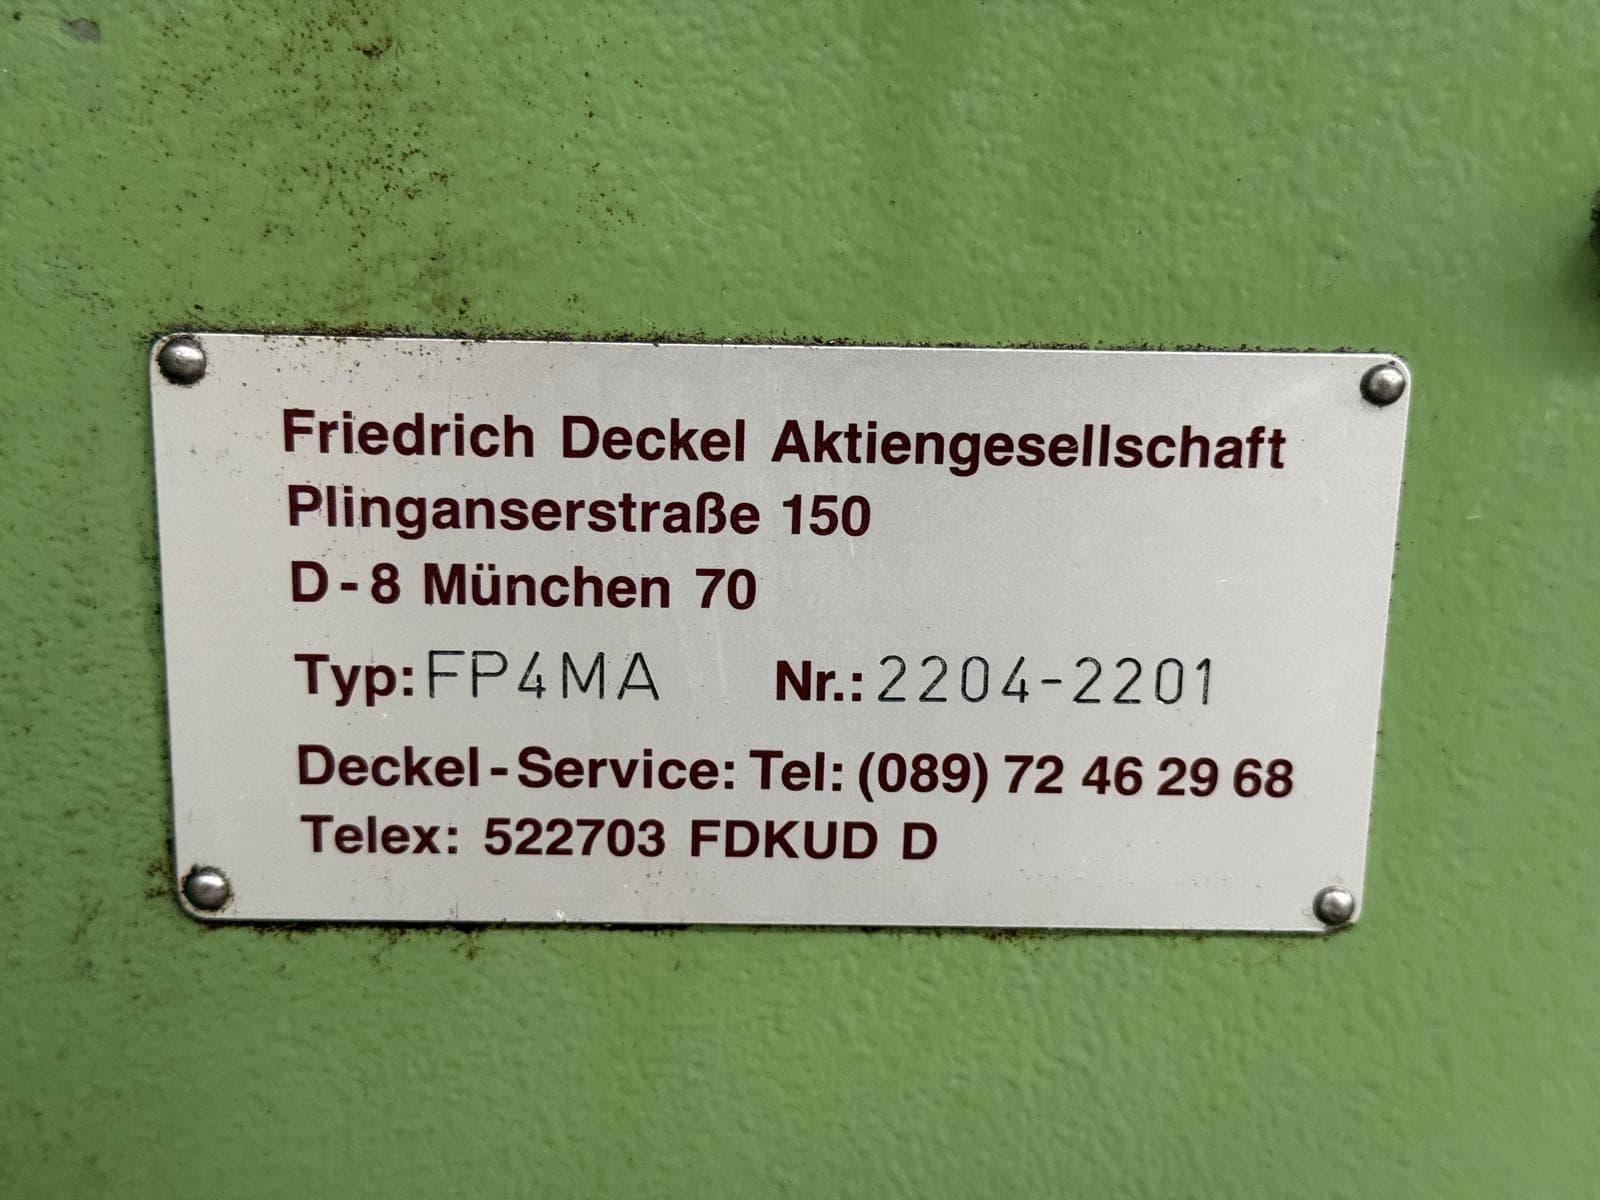 Friedrich Deckel Aktiengesellschaft
Plinganserstraße 150
D-8 München 70
Typ: FP4MA Nr.: 2204-2201
Deckel-Service: Tel: (089) 72 46 29 68
Telex: 522703 FDKUD D